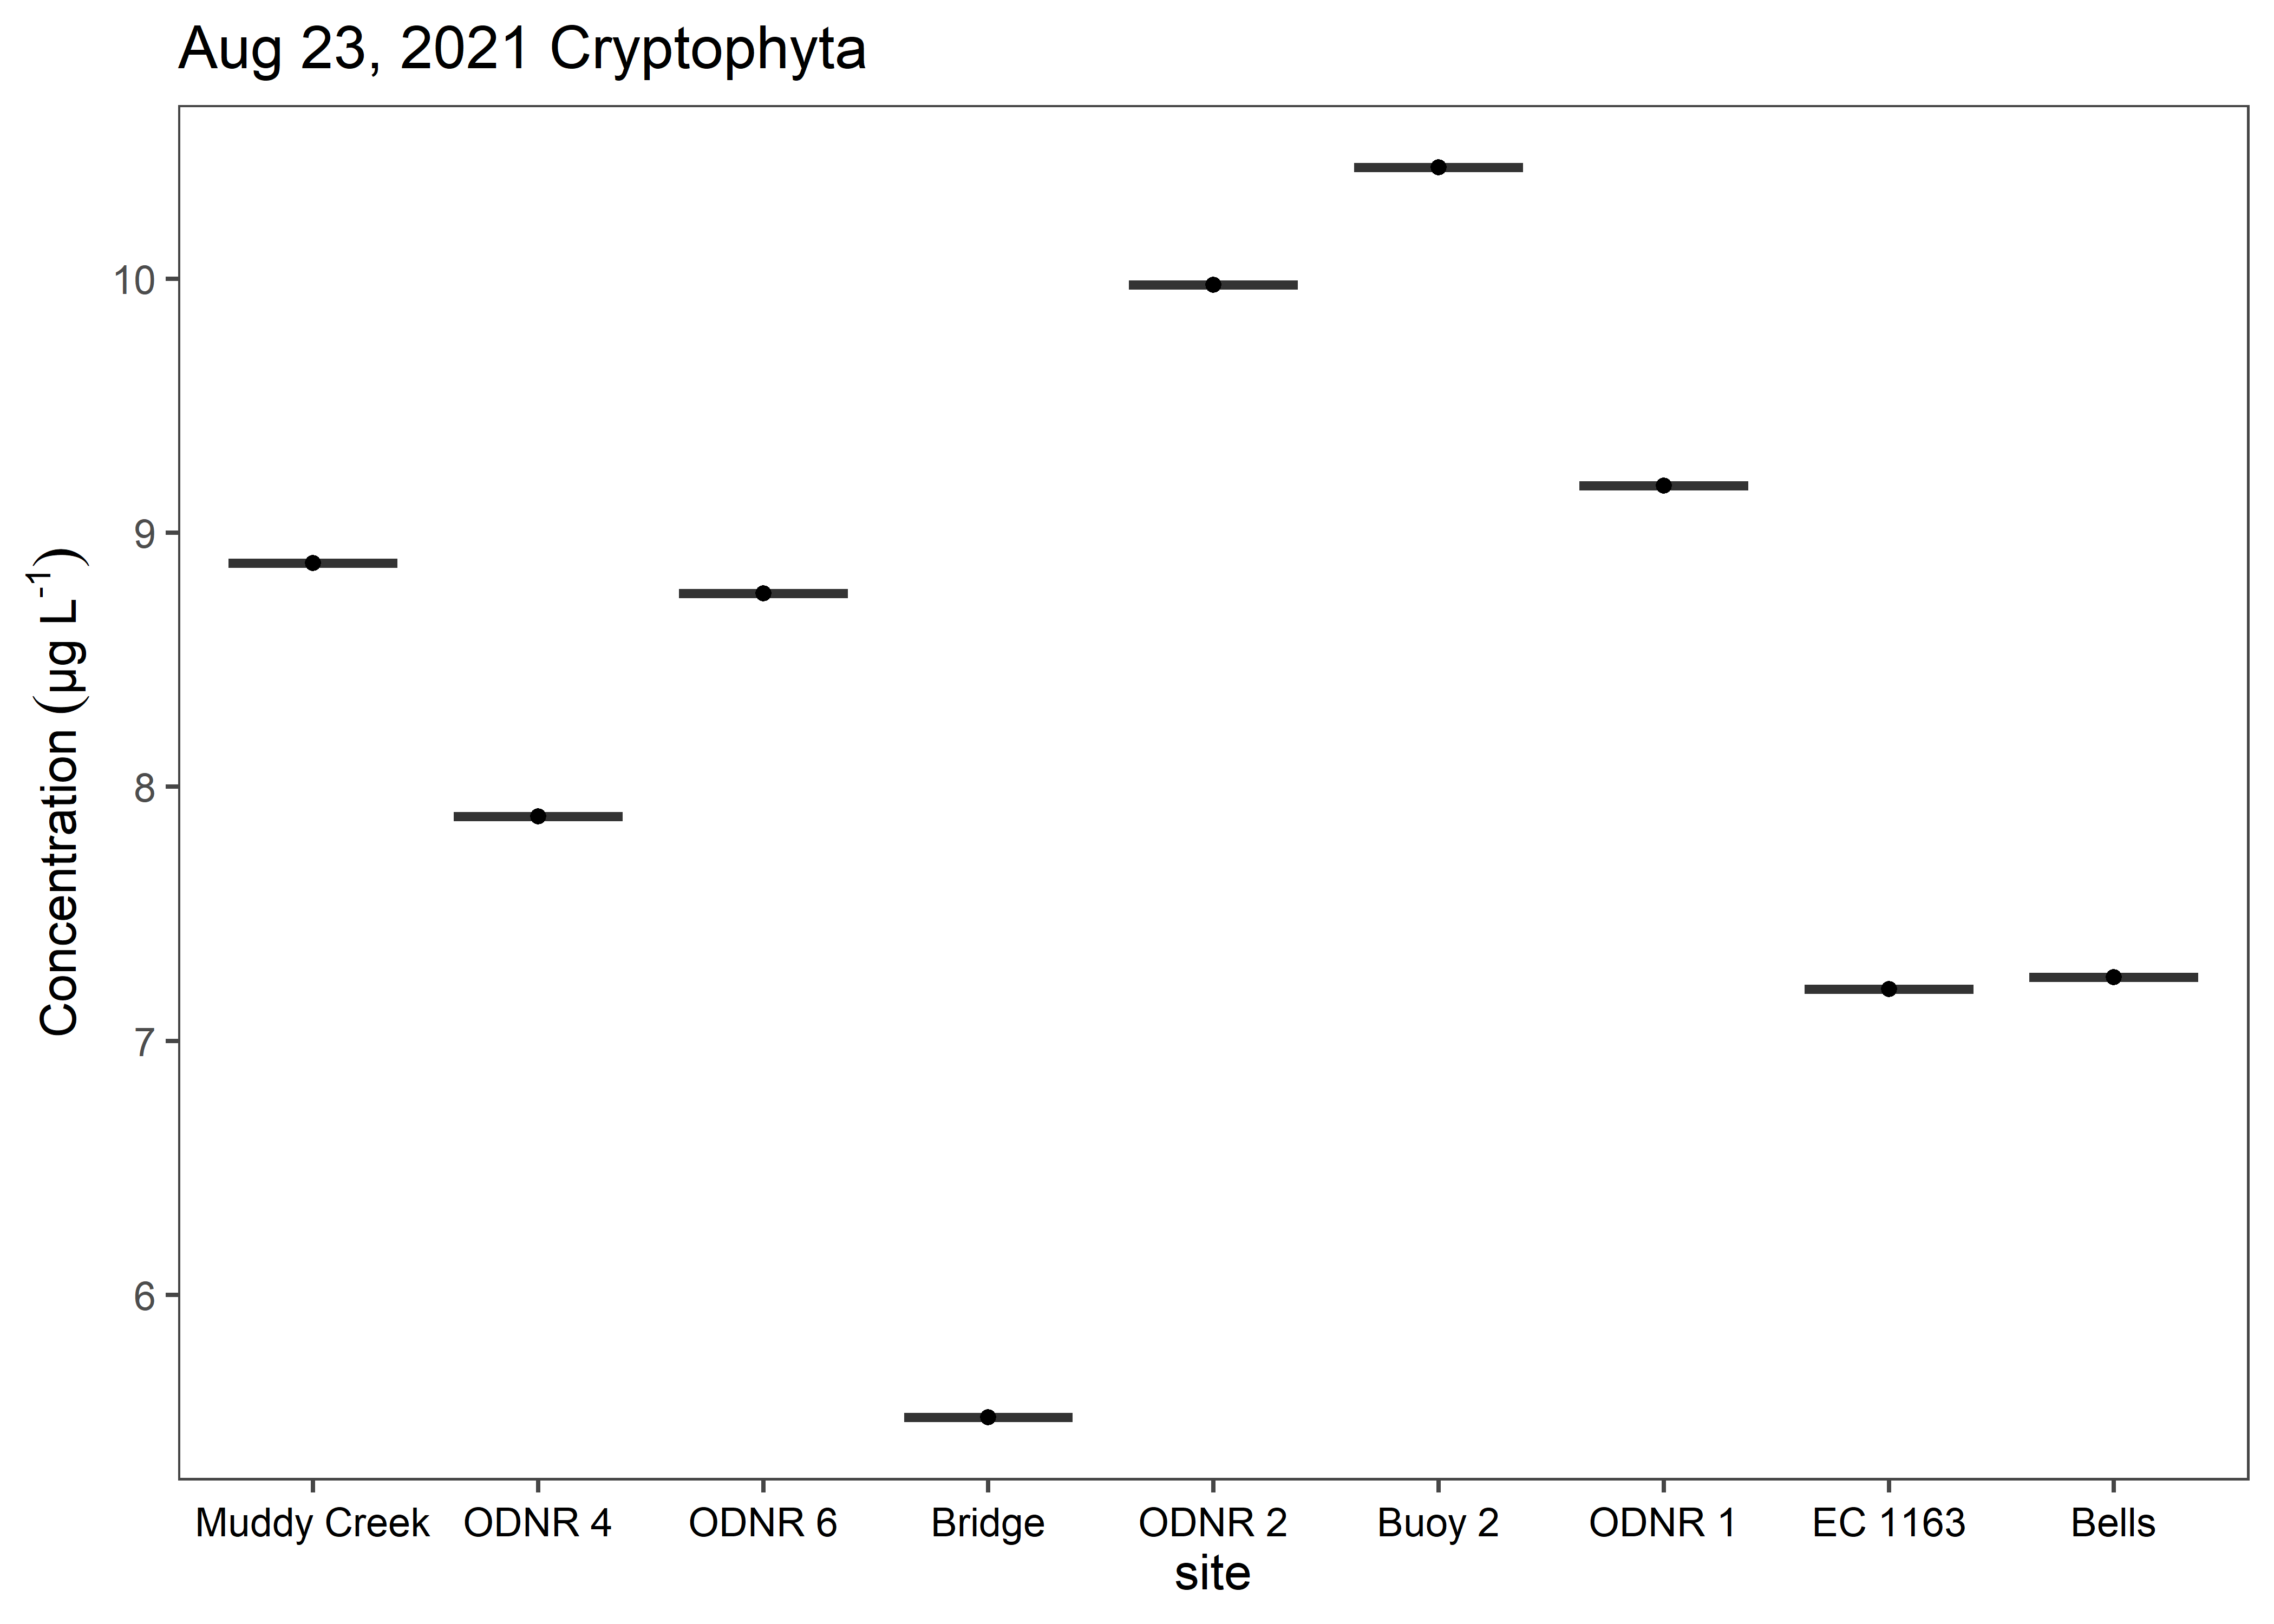 Aug 23, 2021 Cryptophyta
Concentration (µg L⁻¹)
10
9
8
7
6
Muddy Creek ODNR 4 ODNR 6 Bridge ODNR 2 Buoy 2 ODNR 1 EC 1163 Bells
site